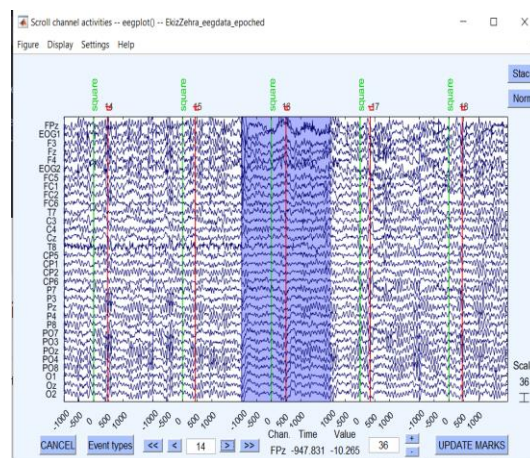 Scroll channel activities -- eegplot() -- EkizZehra_eegdata_epoched
Figure Display Settings Help
square square square square square
Stac
Norm
FPz
EOG1
F3
Fz
F4
EOG2
FC5
FC1
FC2
FC6
T7
C3
C4
Cz
T8
CP5
CP1
CP2
CP6
P7
P3
Pz
P4
P8
PO7
PO3
POz
PO4
PO8
O1
Oz
O2
Scal
36
-1000 -500 0 500 1000 -1000 -500 0 500 1000 -1000 -500 0 500 1000 -1000 -500 0 500 1000 -1000 -500 0 500 1000
Chan. Time Value
CANCEL Event types << < 14 > >> FPz -947.831 -10.265 36 + - UPDATE MARKS